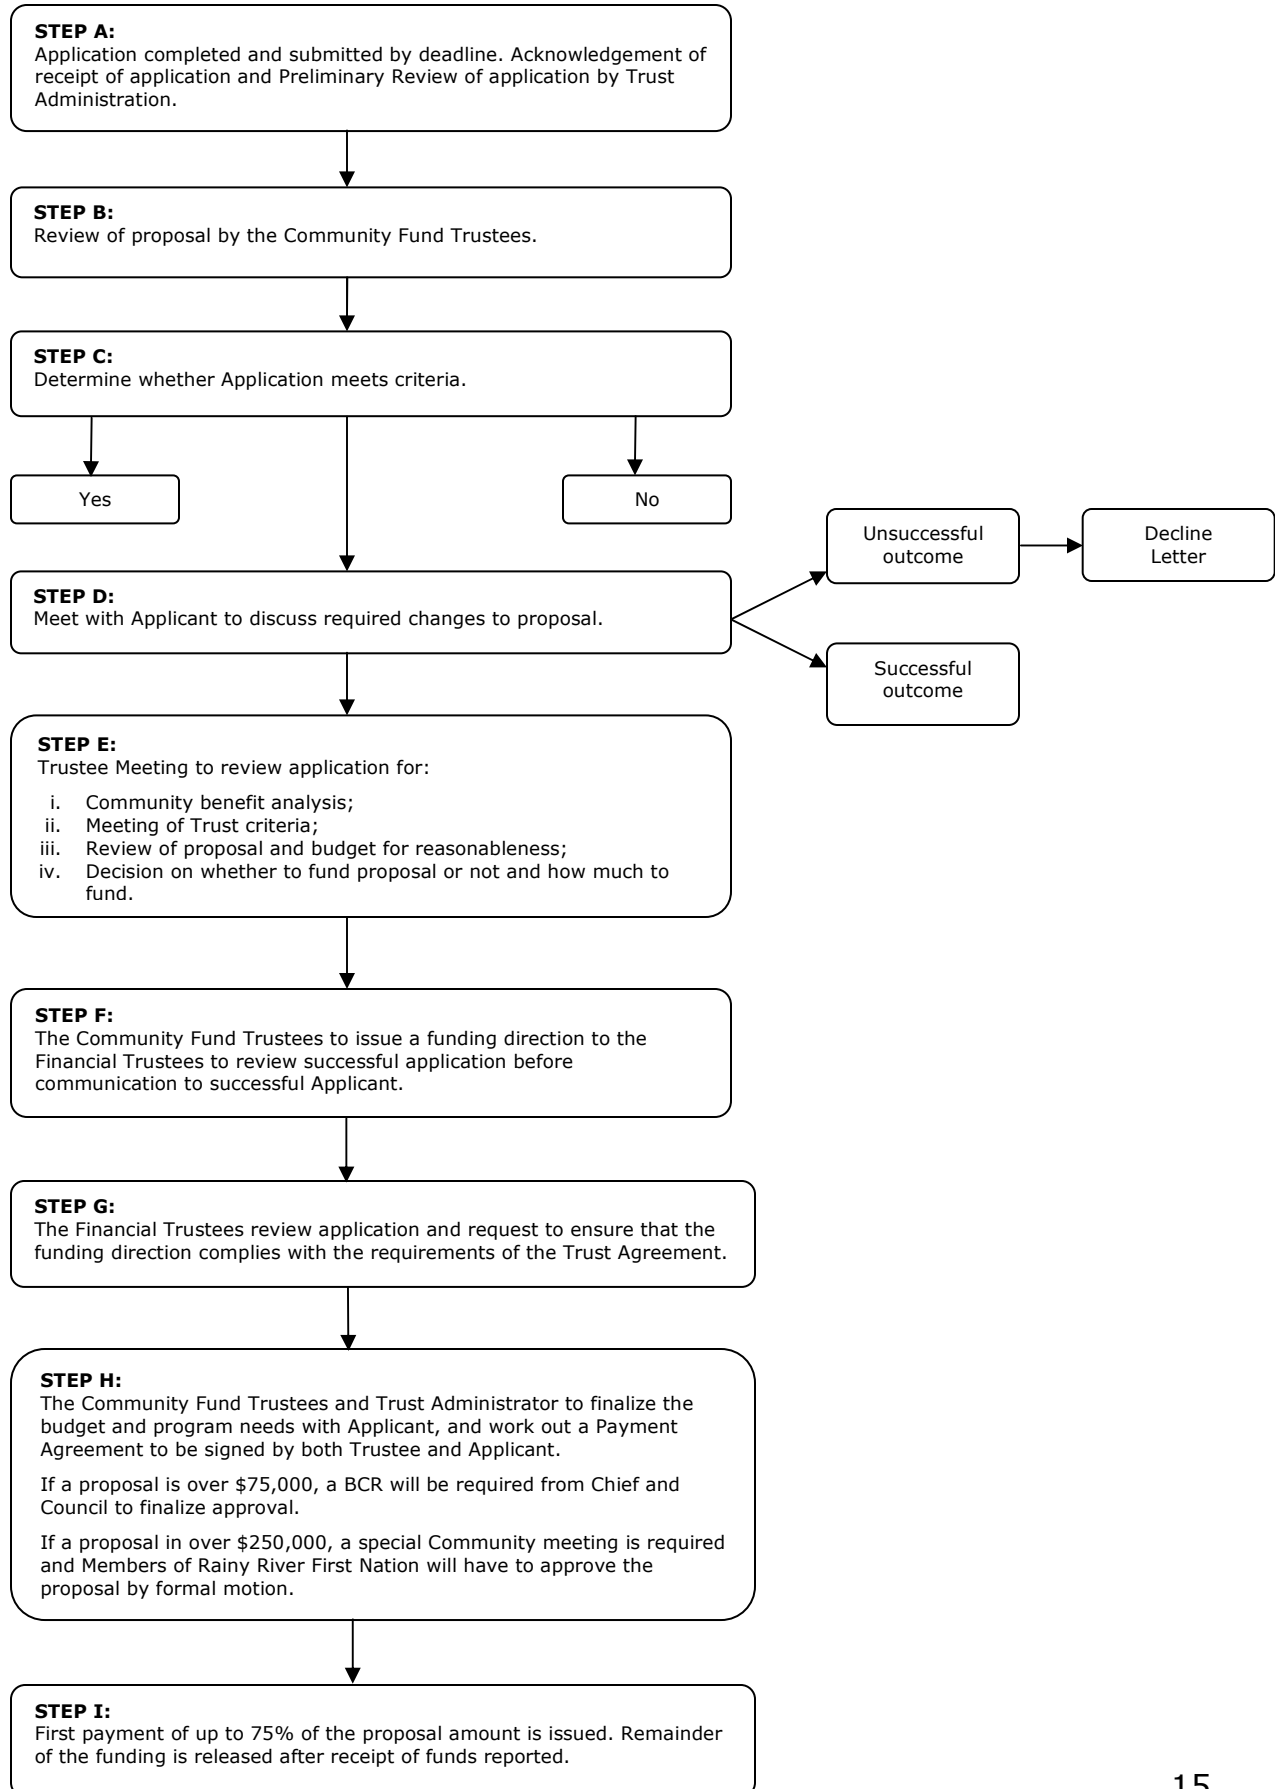 STEP A:
Application completed and submitted by deadline. Acknowledgement of
receipt of application and Preliminary Review of application by Trust
Administration.
STEP B:
Review of proposal by the Community Fund Trustees.
STEP C:
Determine whether Application meets criteria.
Yes
No
Unsuccessful
outcome
Decline
Letter
STEP D:
Meet with Applicant to discuss required changes to proposal.
Successful
outcome
STEP E:
Trustee Meeting to review application for:
i. Community benefit analysis;
ii. Meeting of Trust criteria;
iii. Review of proposal and budget for reasonableness;
iv. Decision on whether to fund proposal or not and how much to
fund.
STEP F:
The Community Fund Trustees to issue a funding direction to the
Financial Trustees to review successful application before
communication to successful Applicant.
STEP G:
The Financial Trustees review application and request to ensure that the
funding direction complies with the requirements of the Trust Agreement.
STEP H:
The Community Fund Trustees and Trust Administrator to finalize the
budget and program needs with Applicant, and work out a Payment
Agreement to be signed by both Trustee and Applicant.
If a proposal is over $75,000, a BCR will be required from Chief and
Council to finalize approval.
If a proposal in over $250,000, a special Community meeting is required
and Members of Rainy River First Nation will have to approve the
proposal by formal motion.
STEP I:
First payment of up to 75% of the proposal amount is issued. Remainder
of the funding is released after receipt of funds reported.
15